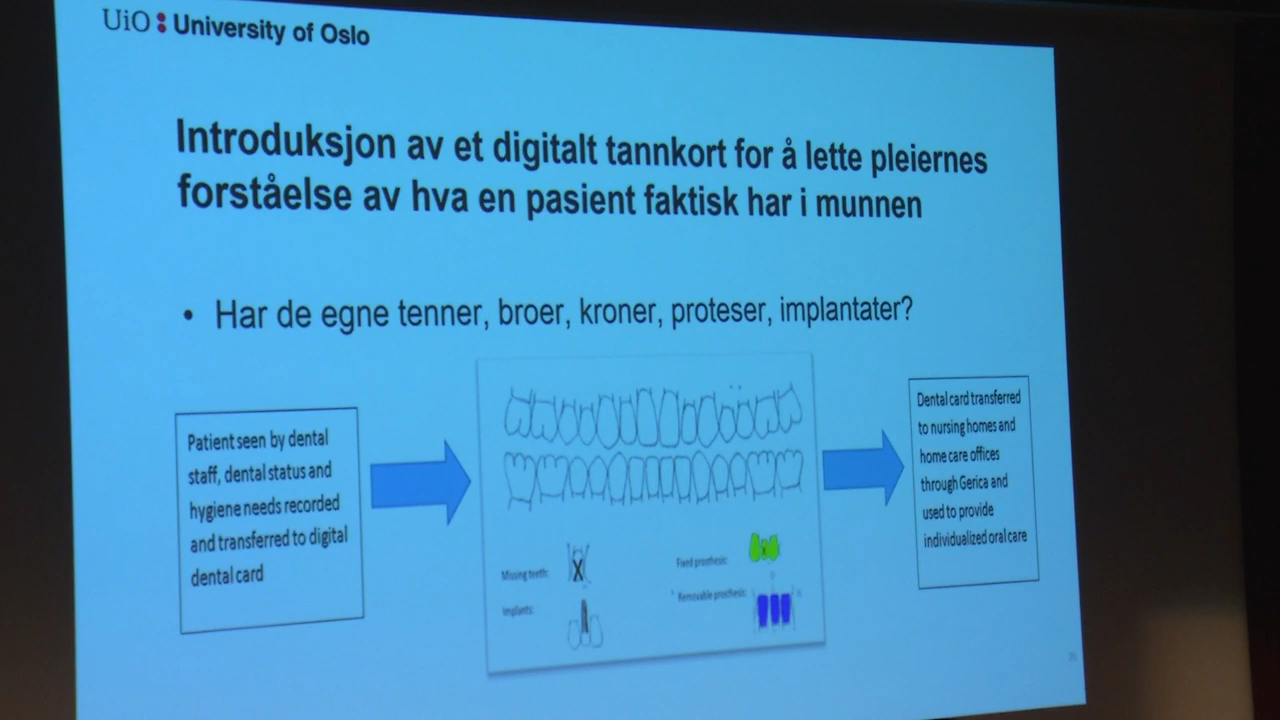 UiO : University of Oslo
Introduksjon av et digitalt tannkort for å lette pleiernes
forståelse av hva en pasient faktisk har i munnen
• Har de egne tenner, broer, kroner, proteser, implantater?
Patient seen by dental
staff, dental status and
hygiene needs recorded
and transferred to digital
dental card
Missing teeth:
Implants:
Fixed prosthesis:
Removable prosthesis:
Dental card transferred
to nursing homes and
home care offices
through Gerica and
used to provide
individualized oral care